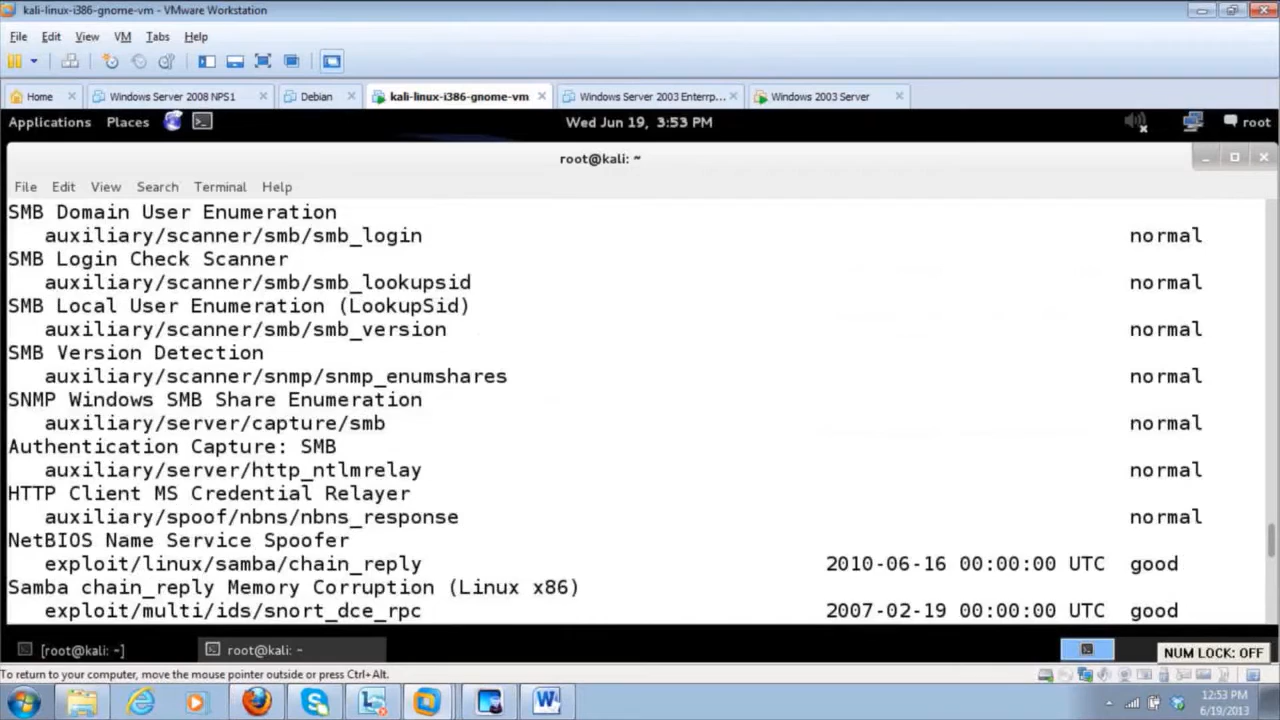 kali-linux-i386-gnome-vm - VMware Workstation
File Edit View VM Tabs Help
Home Windows Server 2008 NPS1 Debian kali-linux-i386-gnome-vm Windows Server 2003 Enterrp... Windows 2003 Server
Applications Places Wed Jun 19, 3:53 PM root
root@kali: ~
File Edit View Search Terminal Help
SMB Domain User Enumeration
auxiliary/scanner/smb/smb_login normal
SMB Login Check Scanner
auxiliary/scanner/smb/smb_lookupsid normal
SMB Local User Enumeration (LookupSid)
auxiliary/scanner/smb/smb_version normal
SMB Version Detection
auxiliary/scanner/snmp/snmp_enumshares normal
SNMP Windows SMB Share Enumeration
auxiliary/server/capture/smb normal
Authentication Capture: SMB
auxiliary/server/http_ntlmrelay normal
HTTP Client MS Credential Relayer
auxiliary/spoof/nbns/nbns_response normal
NetBIOS Name Service Spoofer
exploit/linux/samba/chain_reply 2010-06-16 00:00:00 UTC good
Samba chain_reply Memory Corruption (Linux x86)
exploit/multi/ids/snort_dce_rpc 2007-02-19 00:00:00 UTC good
[root@kali: ~] root@kali: ~
NUM LOCK: OFF
To return to your computer, move the mouse pointer outside or press Ctrl+Alt.
12:53 PM
6/19/2013